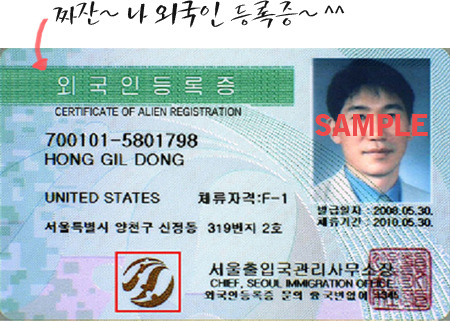 짜잔~ 나 외국인 등록증~ ^^
외국인등록증
CERTIFICATE OF ALIEN REGISTRATION
SAMPLE
700101-5801798
HONG GIL DONG
UNITED STATES 체류자격:F-1
발급일자 : 2008.05.30.
체류기간 : 2010.05.30.
서울특별시 양천구 신정동 319번지 2호
서울출입국관리사무소장
CHIEF, SEOUL IMMIGRATION OFFICE
외국인등록증 문의 ☎국번없이 1345